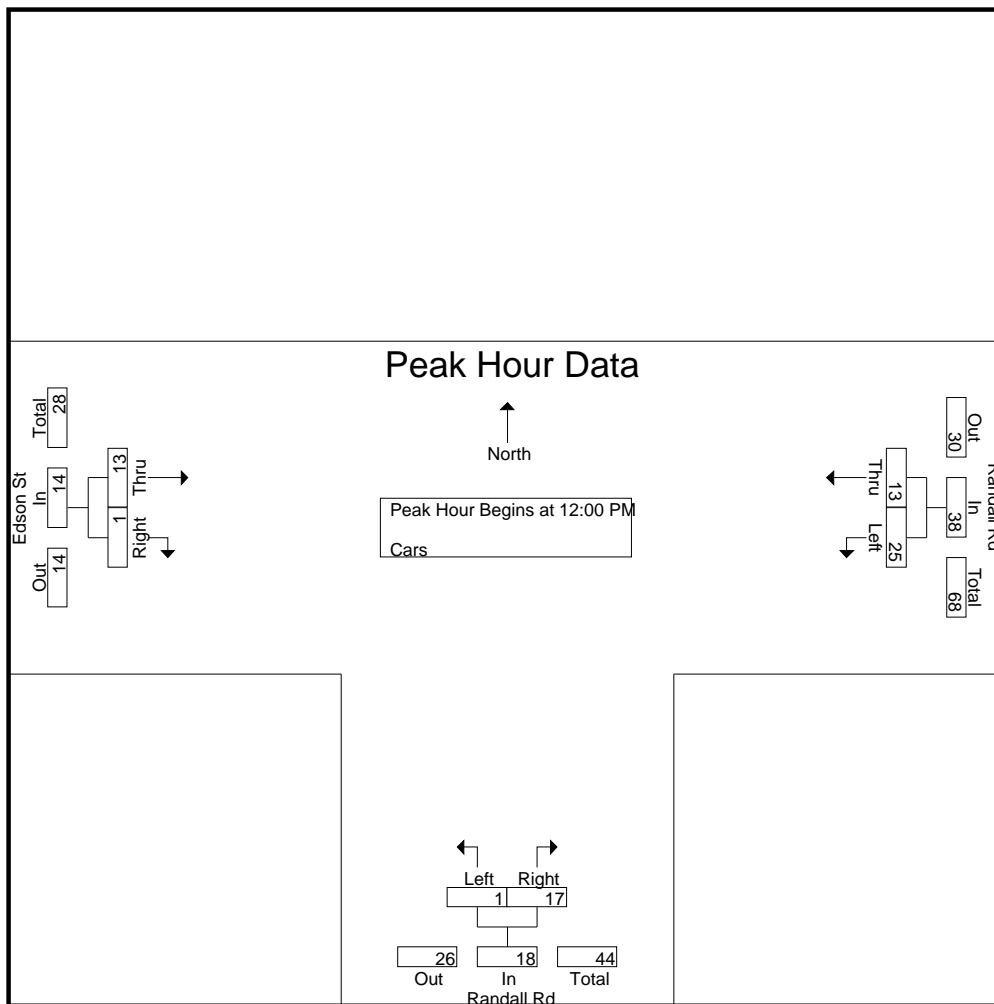 Peak Hour Data
North
Peak Hour Begins at 12:00 PM
Cars
Edson St
Total
28
In
14
Out
14
13
Thru
1
Right
Randall Rd
Out
30
In
38
Total
68
Thru
13
Left
25
Left Right
1 17
26 18 44
Out In Total
Randall Rd